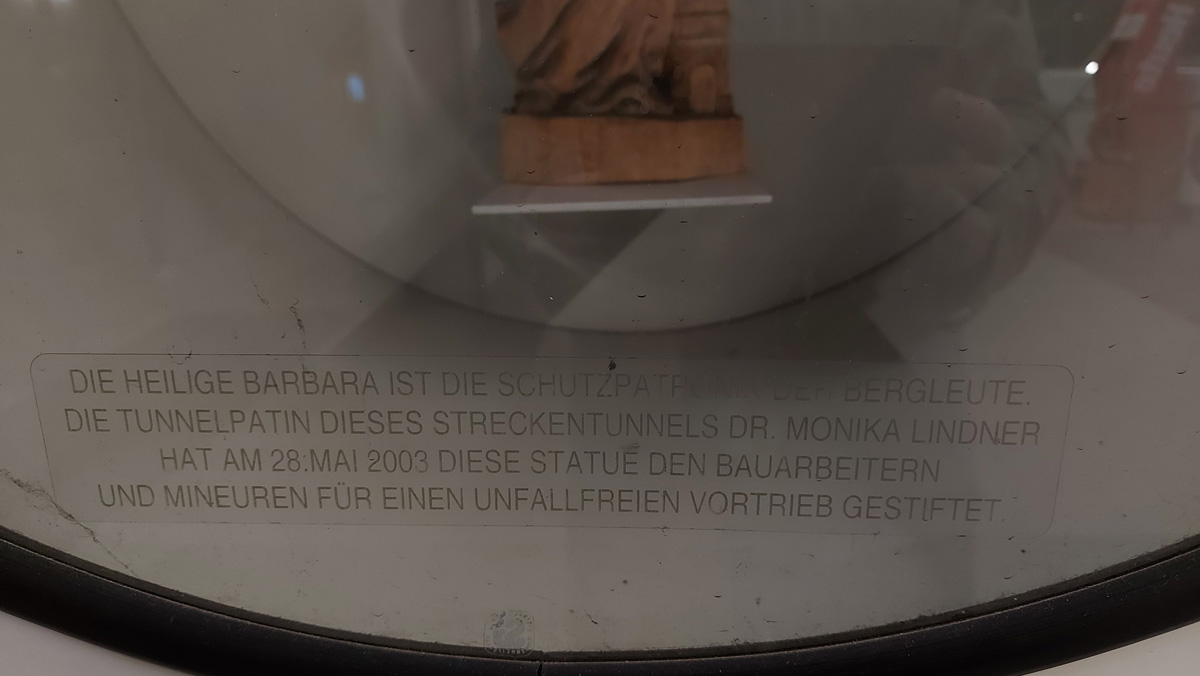 DIE HEILIGE BARBARA IST DIE SCHUTZPATRONIN DER BERGLEUTE.
DIE TUNNELPATIN DIESES STRECKENTUNNELS DR. MONIKA LINDNER
HAT AM 28.MAI 2003 DIESE STATUE DEN BAUARBEITERN
UND MINEUREN FÜR EINEN UNFALLFREIEN VORTRIEB GESTIFTET.